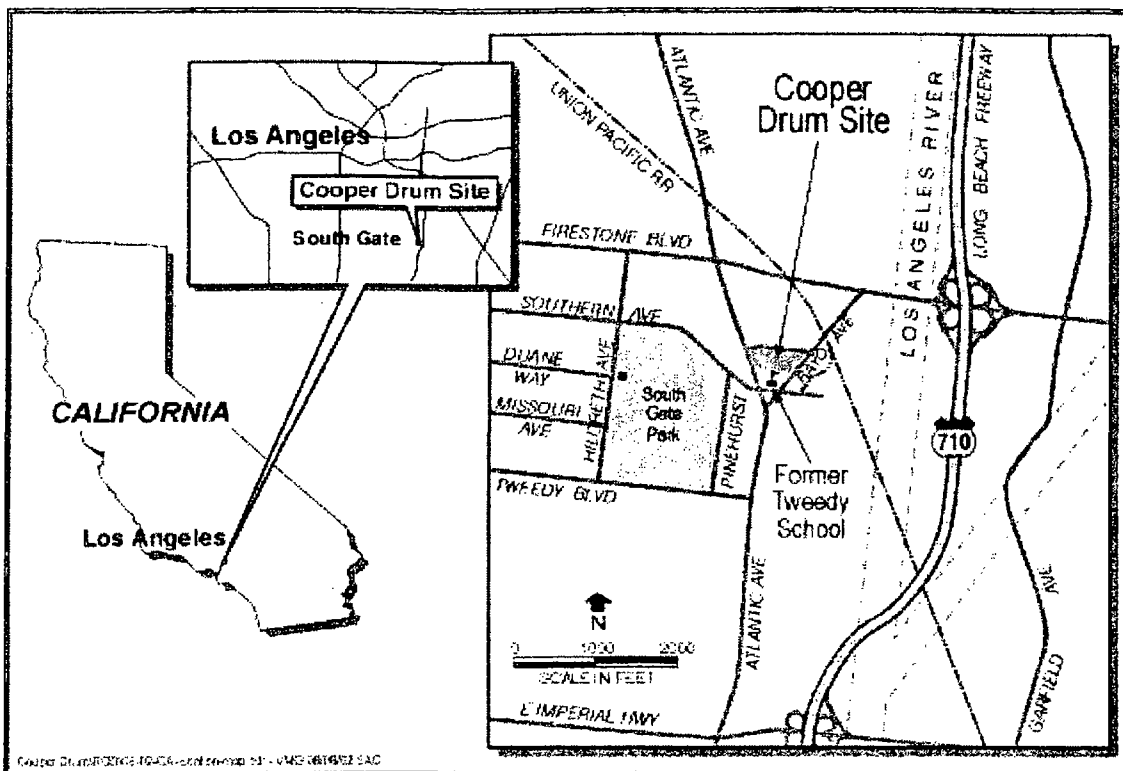 Los Angeles
Cooper Drum Site
South Gate
CALIFORNIA
Los Angeles
ATLANTIC AVE
UNION PACIFIC RR
Cooper
Drum Site
LOS ANGELES RIVER
LONG BEACH FREEWAY
FIRESTONE BLVD
SOUTHERN AVE
DUANE
WAY
MISSOURI
AVE
HILDRETH AVE
South
Gate
Park
PINEHURST
AVE
710
TWEEDY BLVD
Former
Tweedy
School
ATLANTIC AVE
GARFIELD AVE
N
0 1000 2000
SCALE IN FEET
E IMPERIAL HWY